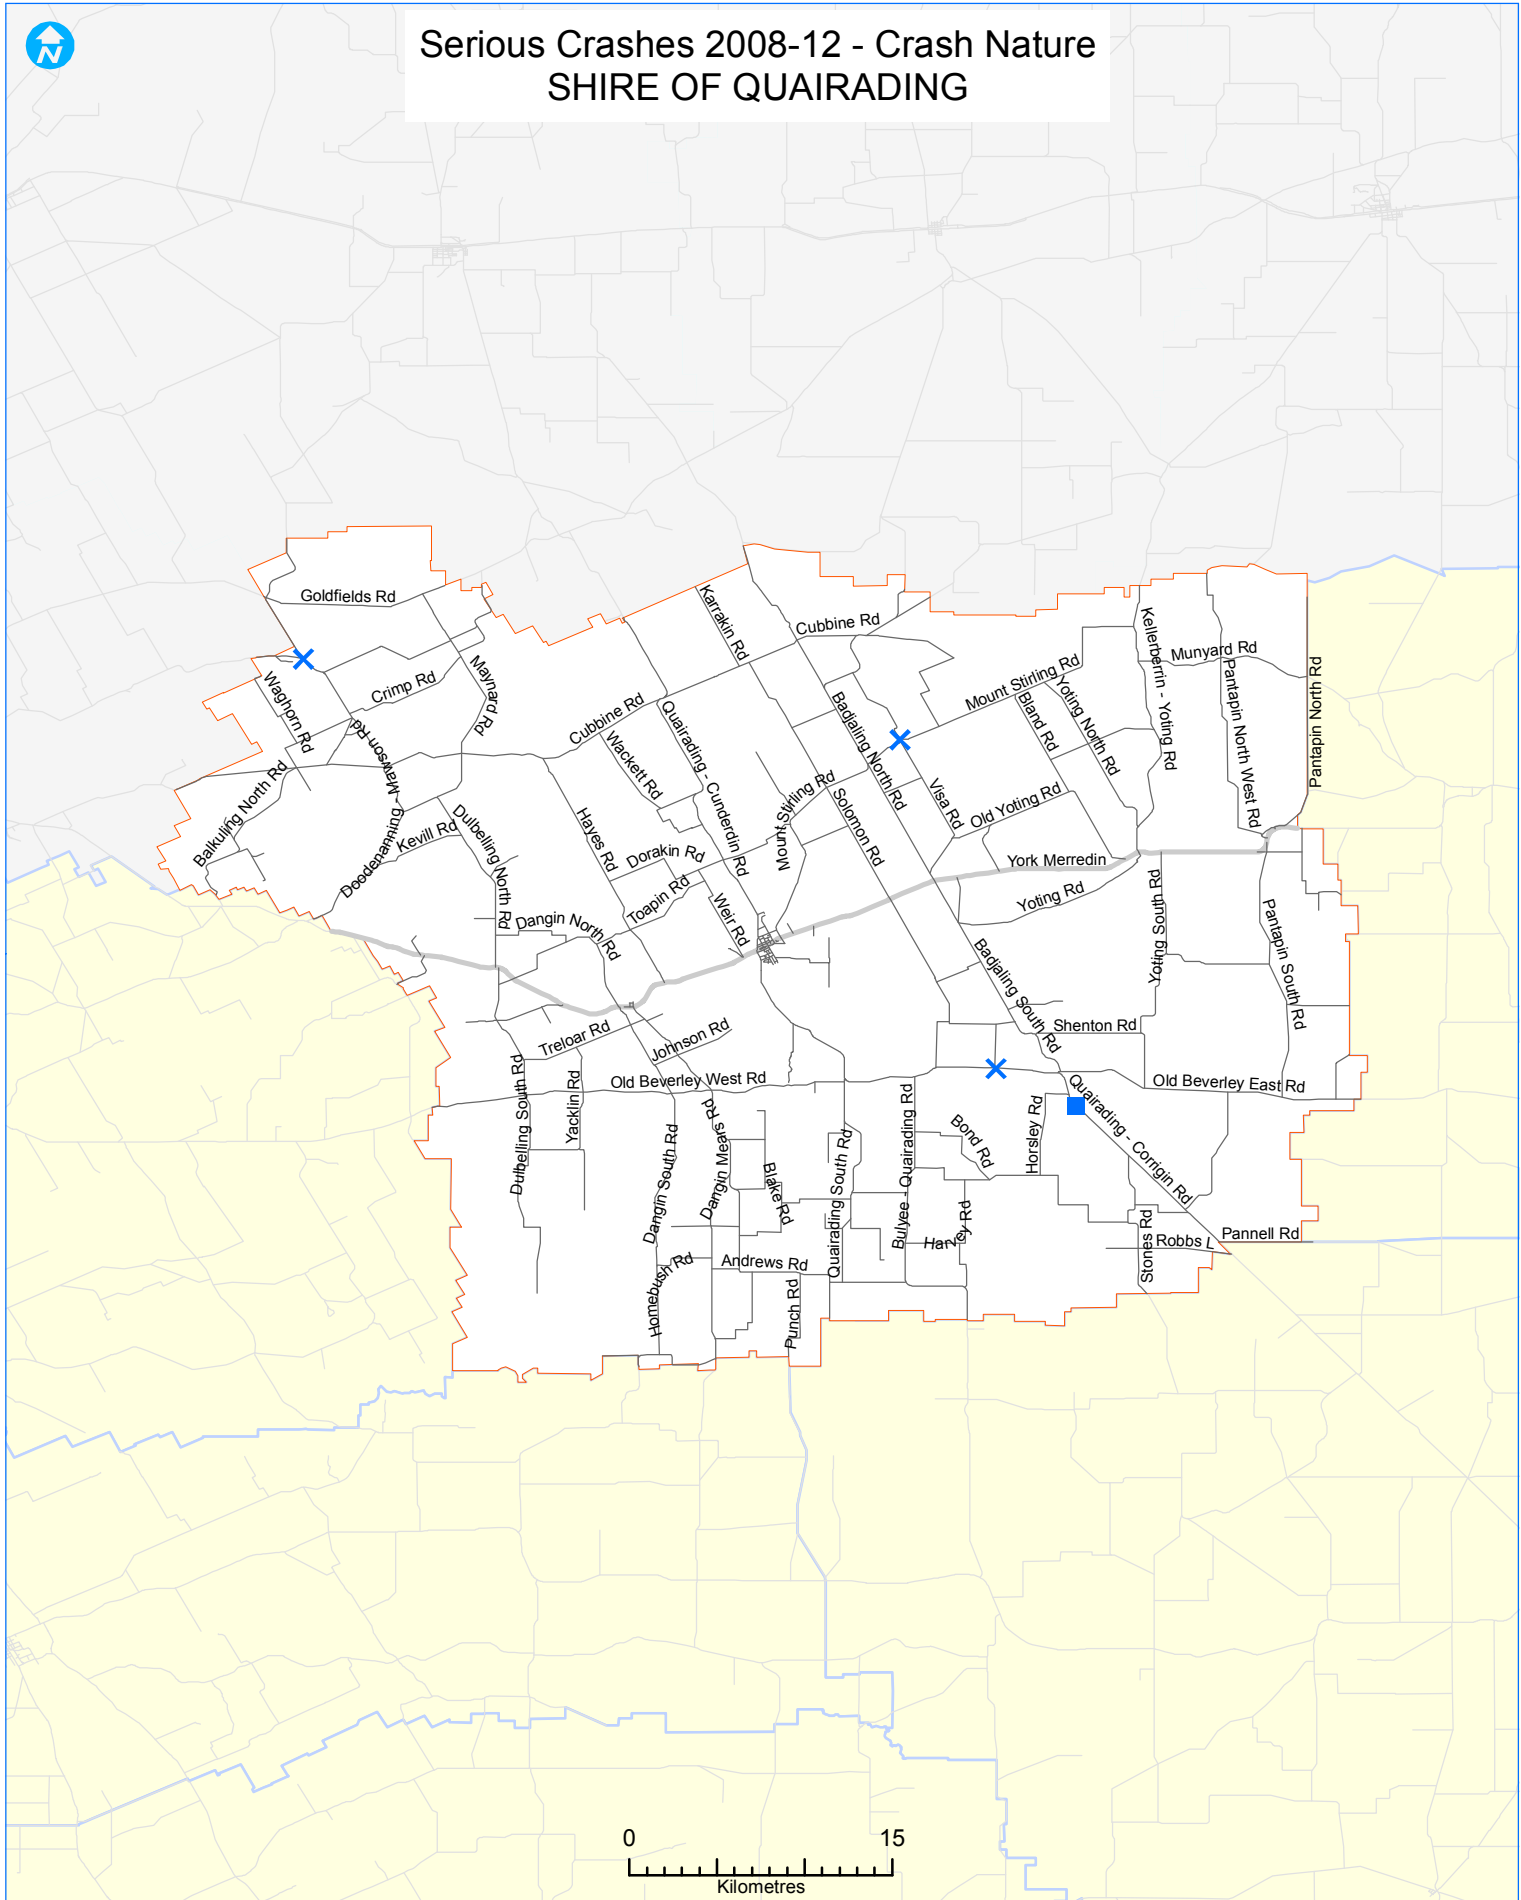 Serious Crashes 2008-12 - Crash Nature
SHIRE OF QUAIRADING
N
Goldfields Rd
Karrakin Rd
Cubbine Rd
Kellerberrin - Yoting Rd
Munyard Rd
Pantapin North Rd
Pantapin North West Rd
Waghorn Rd
Crimp Rd
Maynard Rd
Mount Stirling Rd
Yoting North Rd
Bland Rd
Cubbine Rd
Quairading - Cunderdin Rd
Badjaling North Rd
Wackett Rd
Doodenanning - Mawson Rd
Balkuling North Rd
Mount Stirling Rd
Solomon Rd
Visa Rd
Old Yoting Rd
Hayes Rd
Dulbelling North Rd
Kevill Rd
Dorakin Rd
York Merredin
Toapin Rd
Weir Rd
Yoting Rd
Yoting South Rd
Pantapin South Rd
Dangin North Rd
Badjaling South Rd
Treloar Rd
Johnson Rd
Shenton Rd
Dulbelling South Rd
Yacklin Rd
Old Beverley West Rd
Old Beverley East Rd
Quairading - Corrigin Rd
Dangin South Rd
Dangin Mears Rd
Blake Rd
Quairading South Rd
Bulyee - Quairading Rd
Bond Rd
Horsley Rd
Harvey Rd
Stones Rd
Robbs L
Pannell Rd
Homebush Rd
Andrews Rd
Punch Rd
0 15
Kilometres